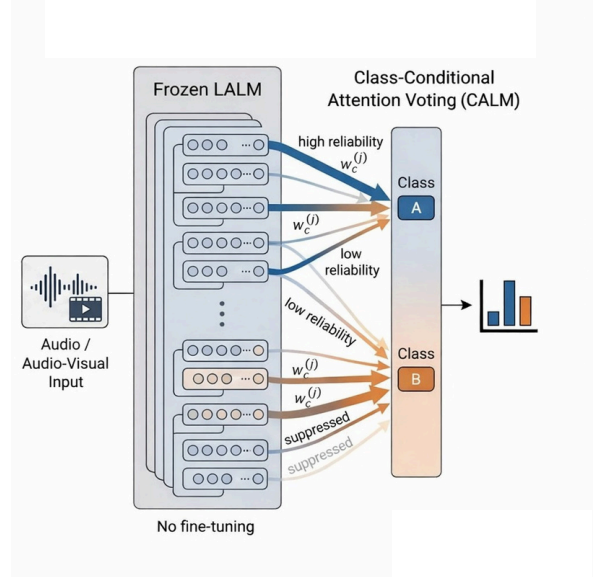 Frozen LALM
Class-Conditional
Attention Voting (CALM)
high reliability
w_c^(j)
Class
A
w_c^(j)
low
reliability
low reliability
Audio /
Audio-Visual
Input
Class
B
w_c^(j)
w_c^(j)
suppressed
suppressed
No fine-tuning